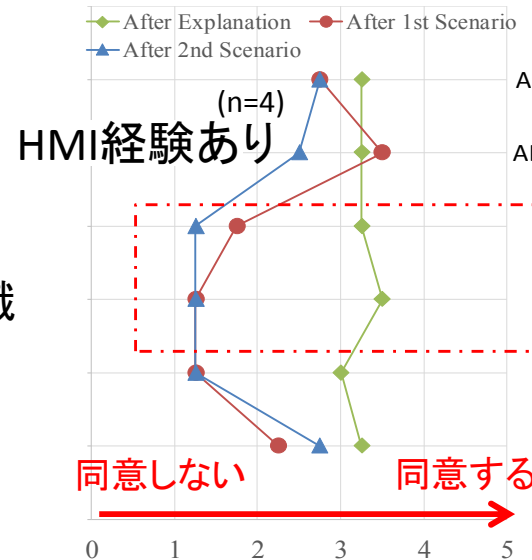 After Explanation
After 1st Scenario
After 2nd Scenario
(n=4)
HMI経験あり
同意しない
同意する
0 1 2 3 4 5